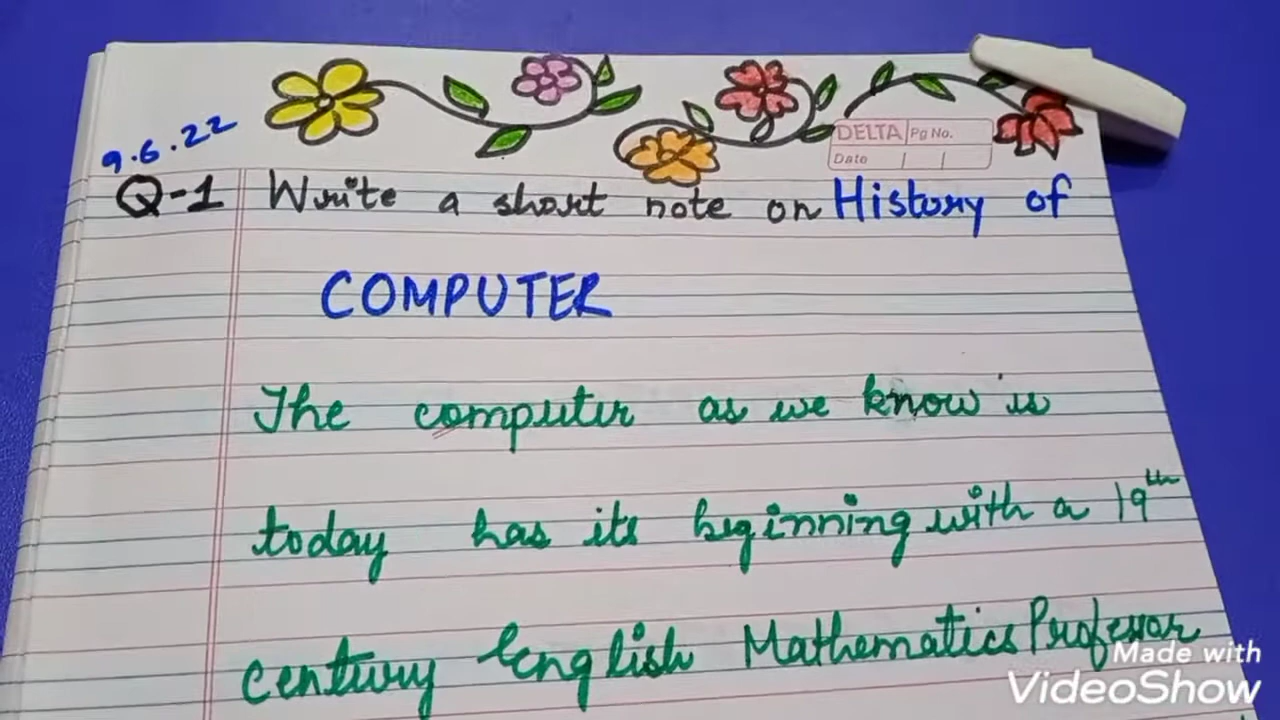 DELTA Pg No.
Date
9.6.22
Q-1 Write a short note on History of
COMPUTER
The computer as we know is
today has its beginning with a 19th
century English Mathematics Professor
Made with
VideoShow